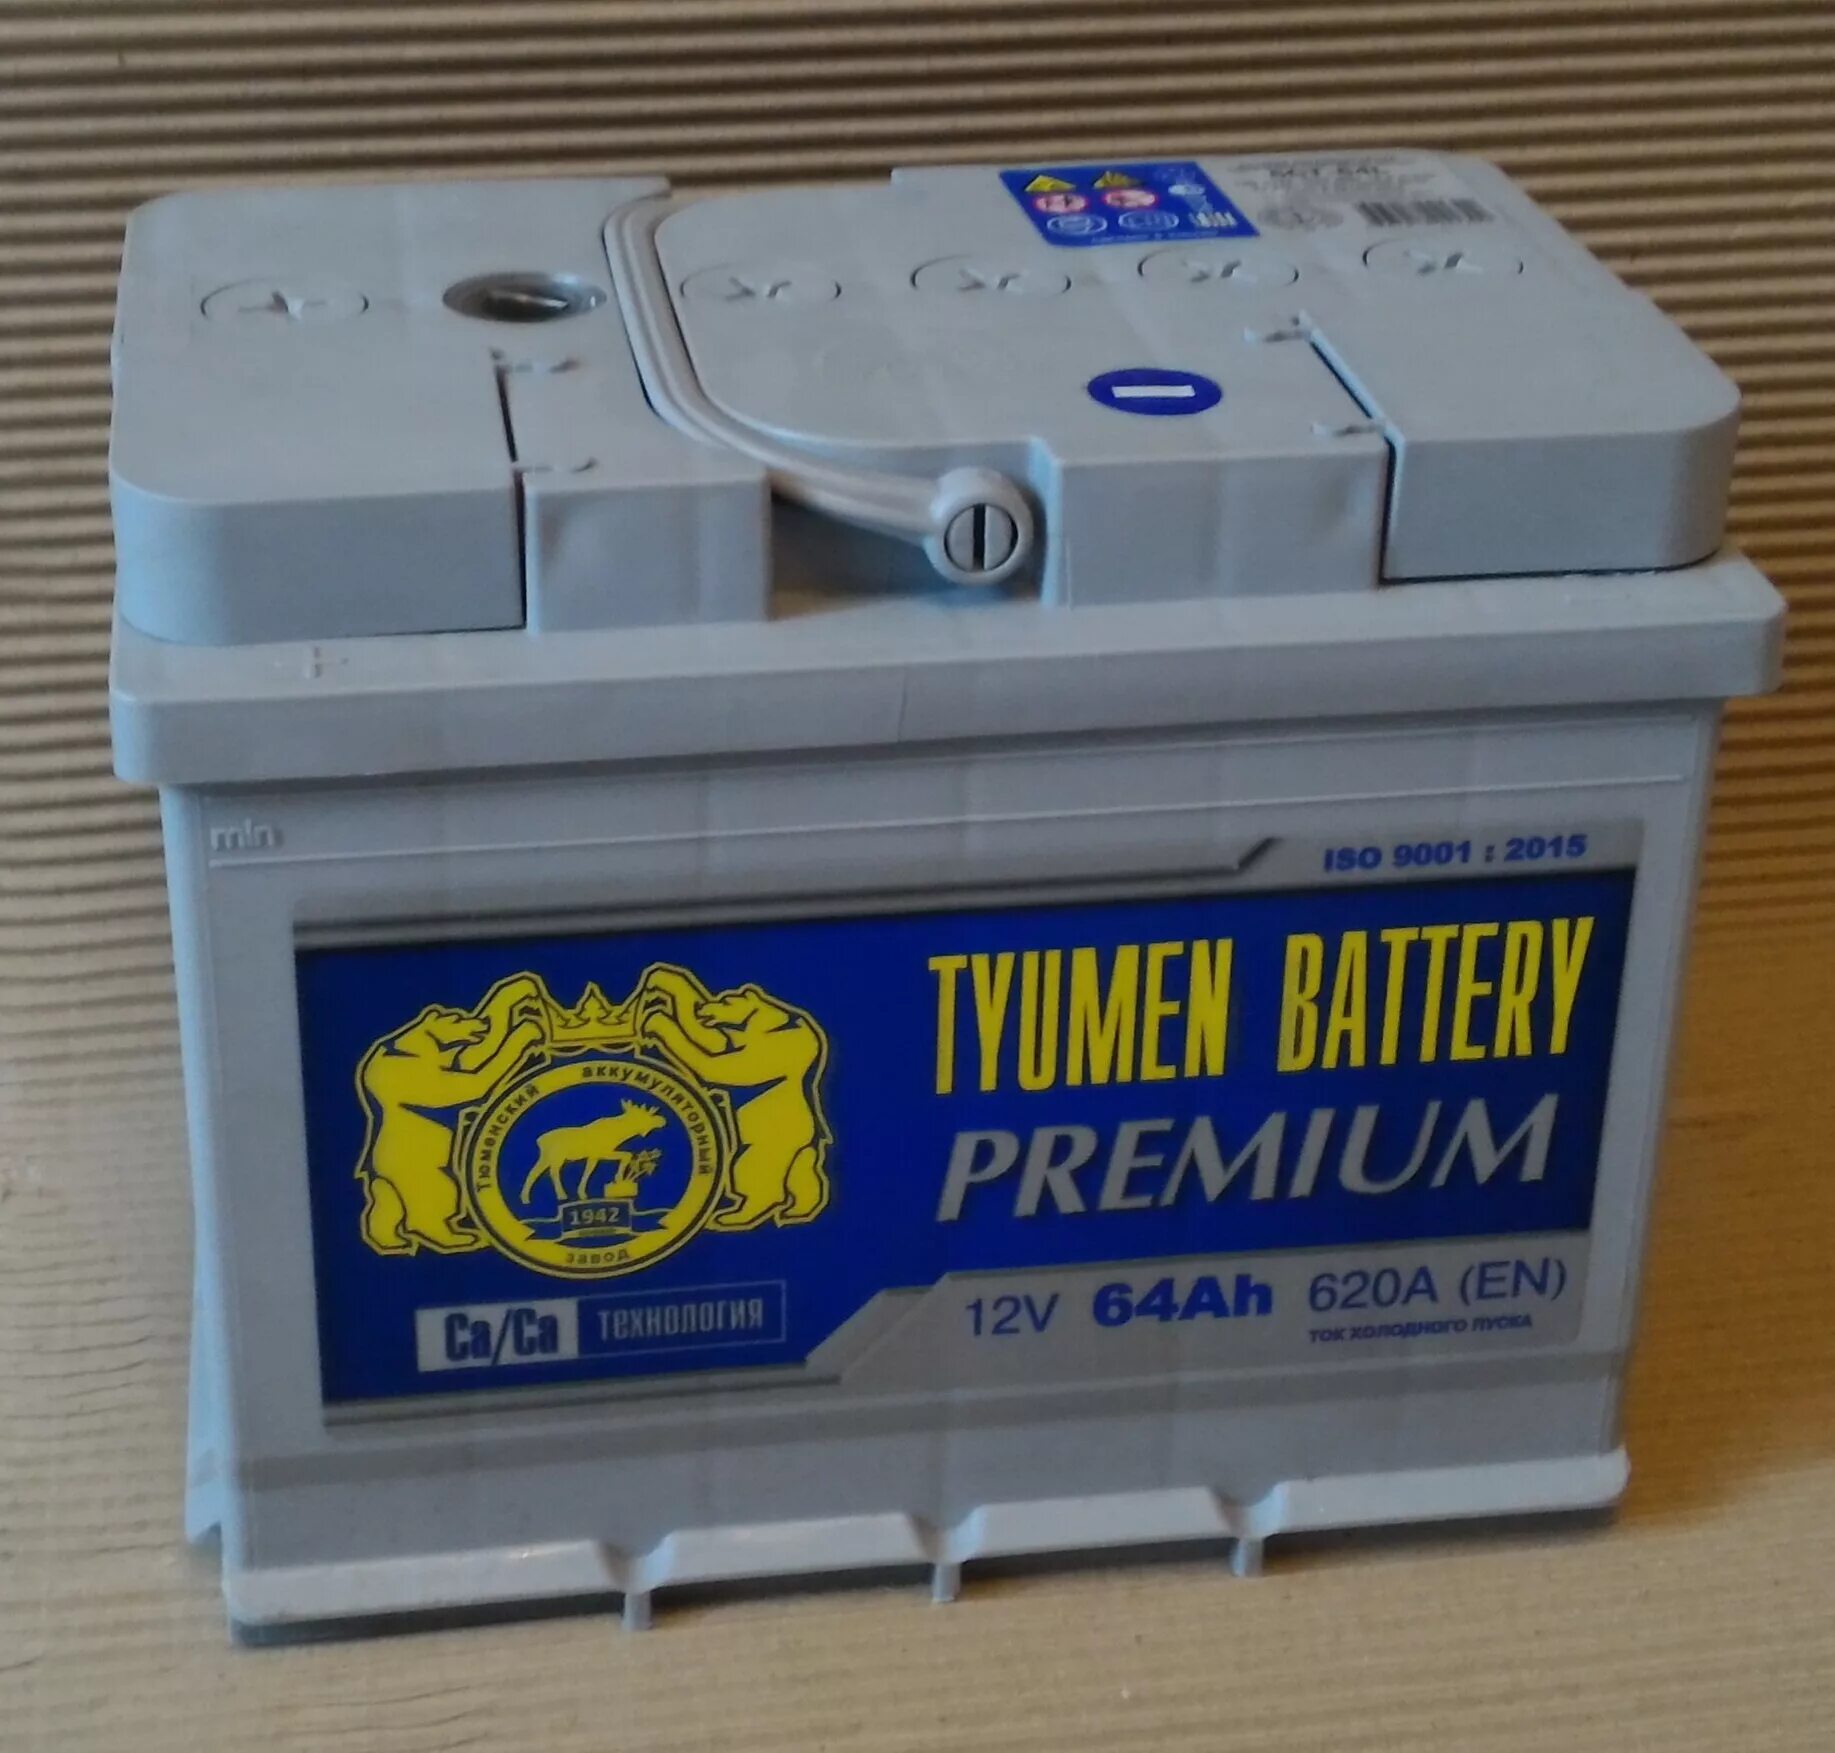 min
ISO 9001 : 2015
TYUMEN BATTERY
PREMIUM
Тюменский аккумуляторный
1942
завод
Ca/Ca технология
12V 64Ah 620A (EN)
ток холодного пуска